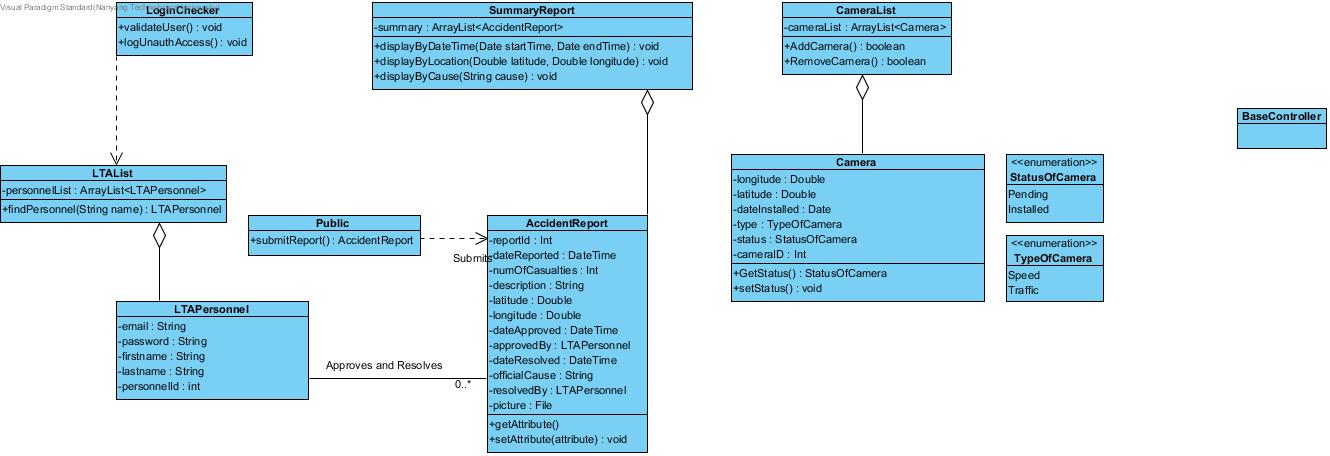 Visual Paradigm Standard(Nanyang Tech
LoginChecker
+validateUser() : void
+logUnauthAccess() : void
SummaryReport
-summary : ArrayList<AccidentReport>
+displayByDateTime(Date startTime, Date endTime) : void
+displayByLocation(Double latitude, Double longitude) : void
+displayByCause(String cause) : void
CameraList
-cameraList : ArrayList<Camera>
+AddCamera() : boolean
+RemoveCamera() : boolean
BaseController
LTAList
-personnelList : ArrayList<LTAPersonnel>
+findPersonnel(String name) : LTAPersonnel
Public
+submitReport() : AccidentReport
Submits
AccidentReport
-reportId : Int
-dateReported : DateTime
-numOfCasualties : Int
-description : String
-latitude : Double
-longitude : Double
-dateApproved : DateTime
-approvedBy : LTAPersonnel
-dateResolved : DateTime
-officialCause : String
-resolvedBy : LTAPersonnel
-picture : File
+getAttribute()
+setAttribute(attribute) : void
Camera
-longitude : Double
-latitude : Double
-dateInstalled : Date
-type : TypeOfCamera
-status : StatusOfCamera
-cameraID : Int
+GetStatus() : StatusOfCamera
+setStatus() : void
<<enumeration>>
StatusOfCamera
Pending
Installed
<<enumeration>>
TypeOfCamera
Speed
Traffic
LTAPersonnel
-email : String
-password : String
-firstname : String
-lastname : String
-personnelId : int
Approves and Resolves
0..*